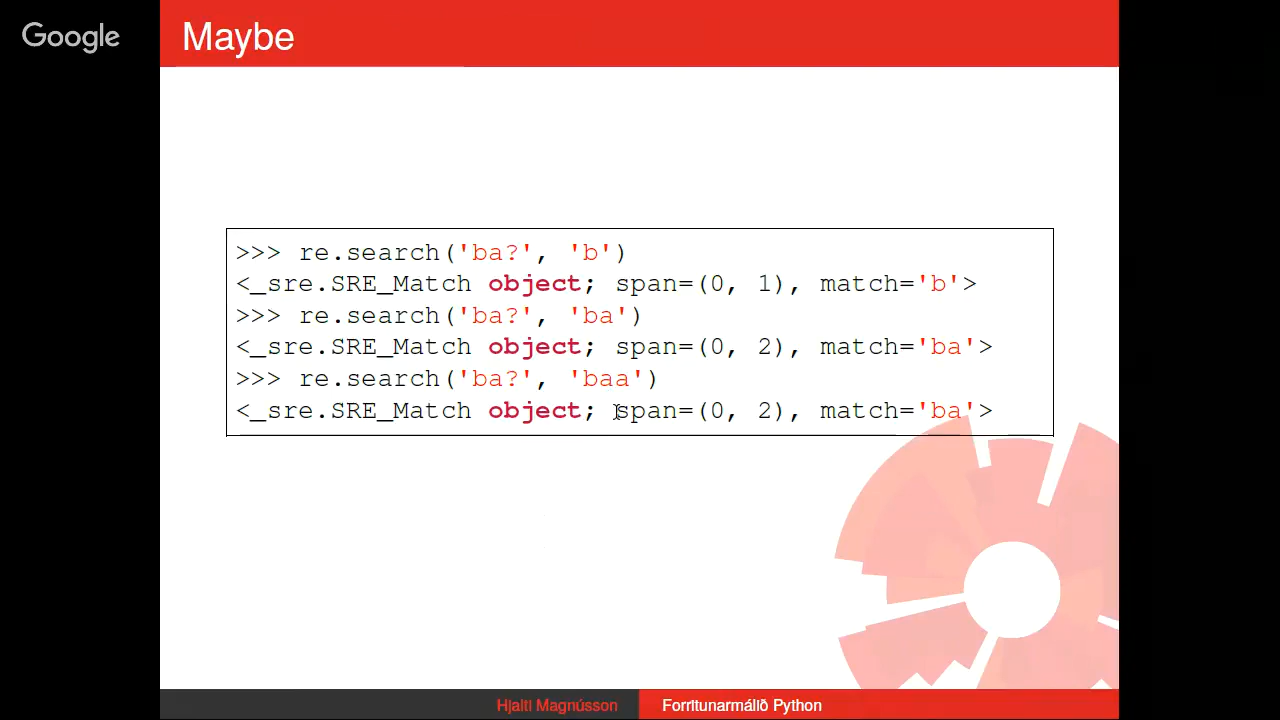 Google
Maybe
>>> re.search('ba?', 'b')
<_sre.SRE_Match object; span=(0, 1), match='b'>
>>> re.search('ba?', 'ba')
<_sre.SRE_Match object; span=(0, 2), match='ba'>
>>> re.search('ba?', 'baa')
<_sre.SRE_Match object; span=(0, 2), match='ba'>
Hjalti Magnússon
Forritunarmálið Python